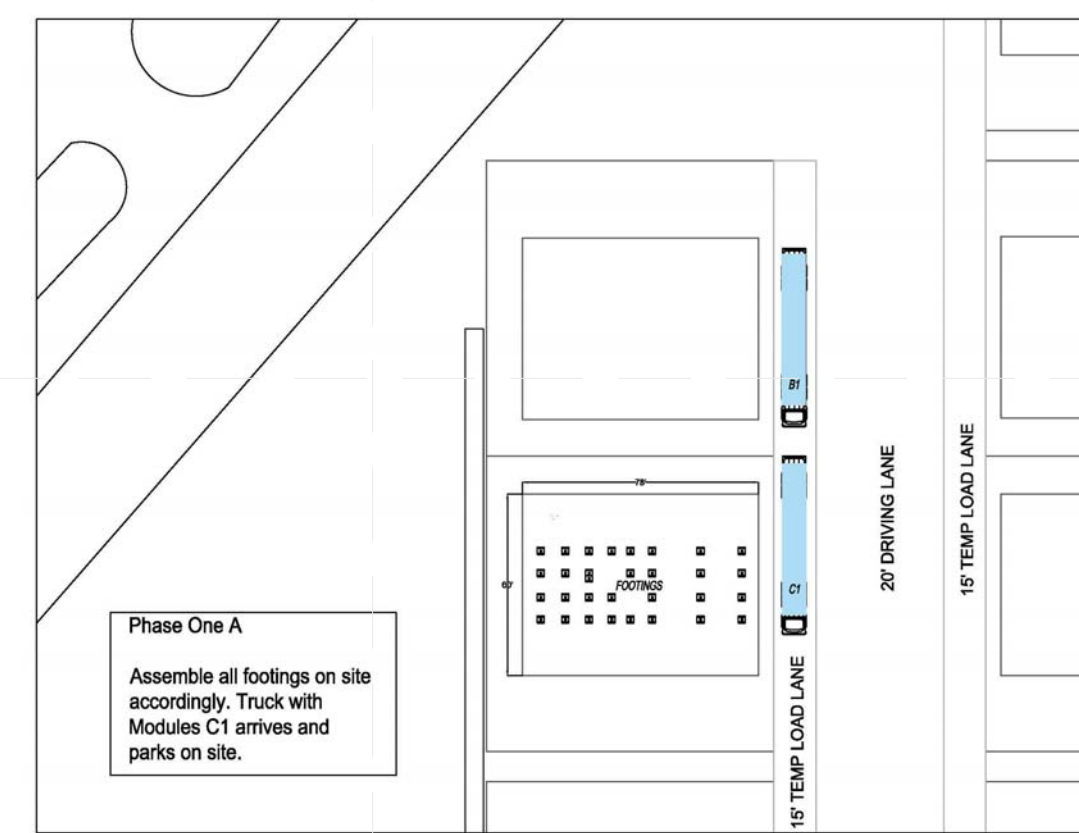 B1
78'
60'
FOOTINGS
C1
20' DRIVING LANE
15' TEMP LOAD LANE
15' TEMP LOAD LANE
Phase One A
Assemble all footings on site
accordingly. Truck with
Modules C1 arrives and
parks on site.